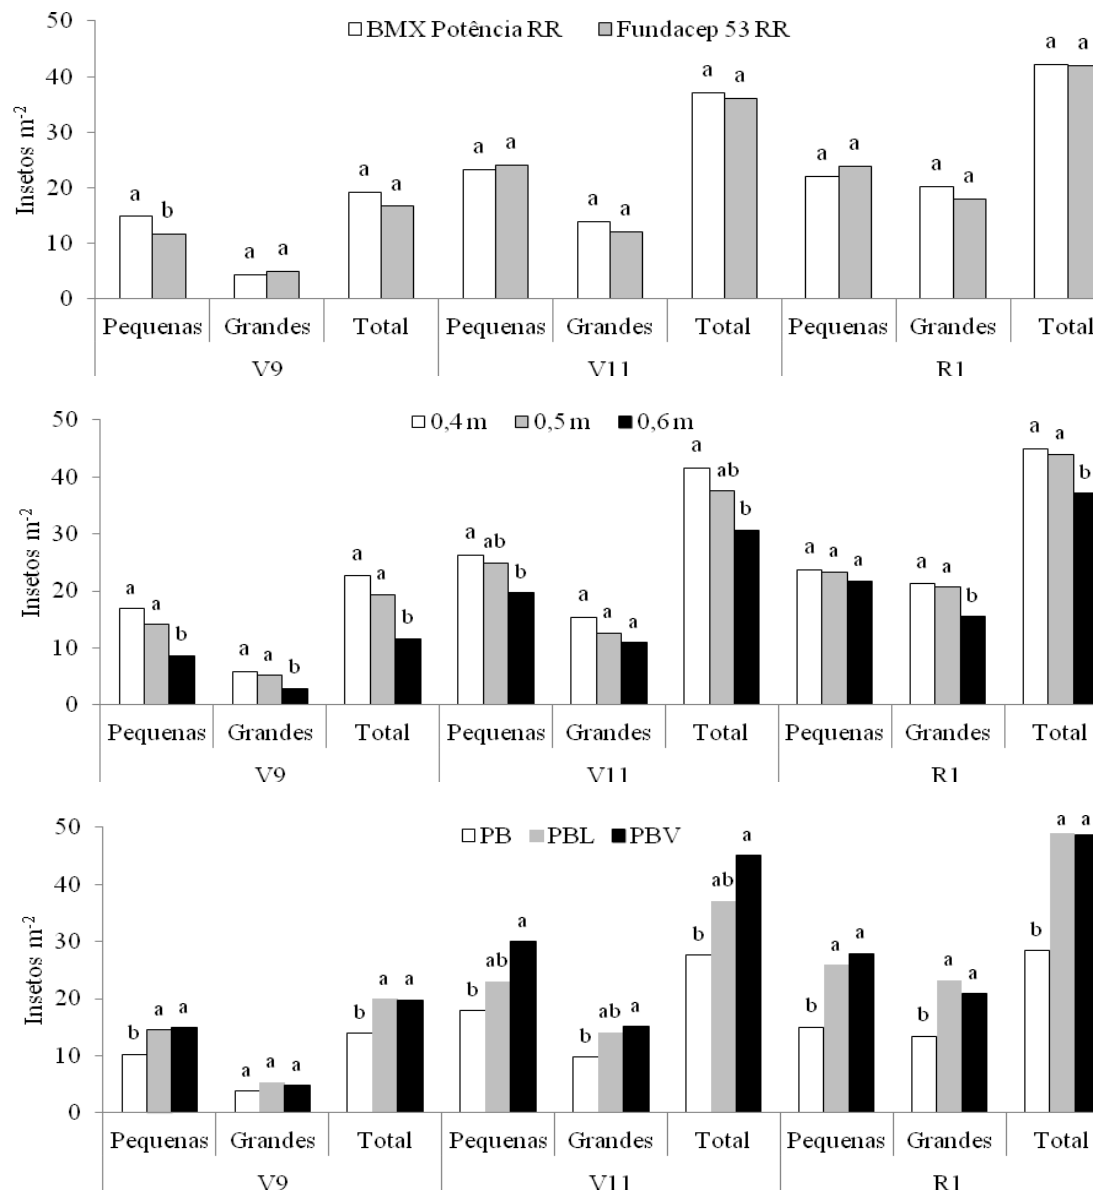 BMX Potência RR Fundacep 53 RR
Insetos m-2
50
40
30
20
10
0
a b a a a a a a a a a a a a a a a a
Pequenas Grandes Total Pequenas Grandes Total Pequenas Grandes Total
V9 V11 R1
0,4 m 0,5 m 0,6 m
Insetos m-2
50
40
30
20
10
0
a a b a a b a a b a ab b a a a a ab b a a a a a b a a b
Pequenas Grandes Total Pequenas Grandes Total Pequenas Grandes Total
V9 V11 R1
PB PBL PBV
Insetos m-2
50
40
30
20
10
0
b a a a a a b a a b ab a b ab a b ab a b a a b a a b a a
Pequenas Grandes Total Pequenas Grandes Total Pequenas Grandes Total
V9 V11 R1